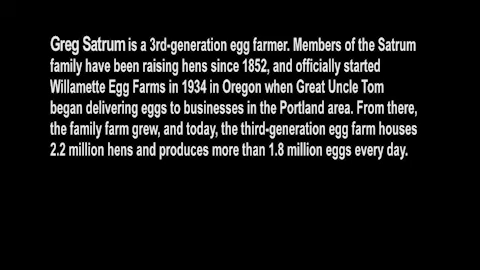 Greg Satrum is a 3rd-generation egg farmer. Members of the Satrum
family have been raising hens since 1852, and officially started
Willamette Egg Farms in 1934 in Oregon when Great Uncle Tom
began delivering eggs to businesses in the Portland area. From there,
the family farm grew, and today, the third-generation egg farm houses
2.2 million hens and produces more than 1.8 million eggs every day.